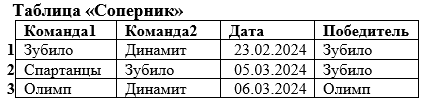 Таблица «Соперник»
Команда1 Команда2 Дата Победитель
1 Зубило Динамит 23.02.2024 Зубило
2 Спартанцы Зубило 05.03.2024 Зубило
3 Олимп Динамит 06.03.2024 Олимп